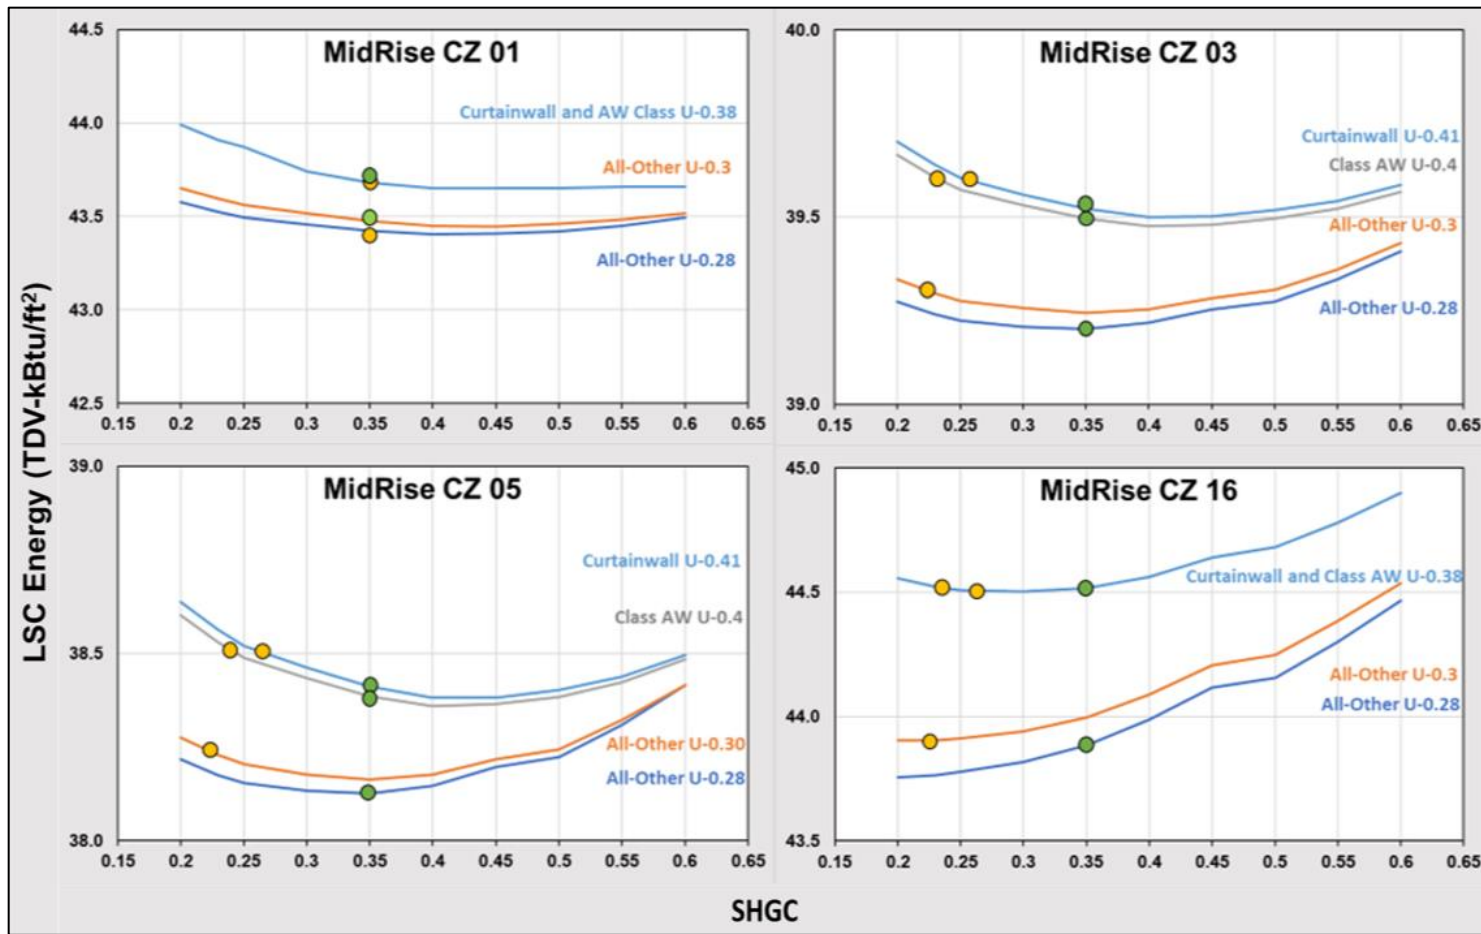 LSC Energy (TDV-kBtu/ft²)
MidRise CZ 01
44.5
44.0
43.5
43.0
42.5
Curtainwall and AW Class U-0.38
All-Other U-0.3
All-Other U-0.28
0.15 0.2 0.25 0.3 0.35 0.4 0.45 0.5 0.55 0.6 0.65
MidRise CZ 03
40.0
39.5
39.0
Curtainwall U-0.41
Class AW U-0.4
All-Other U-0.3
All-Other U-0.28
0.15 0.2 0.25 0.3 0.35 0.4 0.45 0.5 0.55 0.6 0.65
MidRise CZ 05
39.0
38.5
38.0
Curtainwall U-0.41
Class AW U-0.4
All-Other U-0.30
All-Other U-0.28
0.15 0.2 0.25 0.3 0.35 0.4 0.45 0.5 0.55 0.6 0.65
MidRise CZ 16
45.0
44.5
44.0
43.5
Curtainwall and Class AW U-0.38
All-Other U-0.3
All-Other U-0.28
0.15 0.2 0.25 0.3 0.35 0.4 0.45 0.5 0.55 0.6 0.65
SHGC